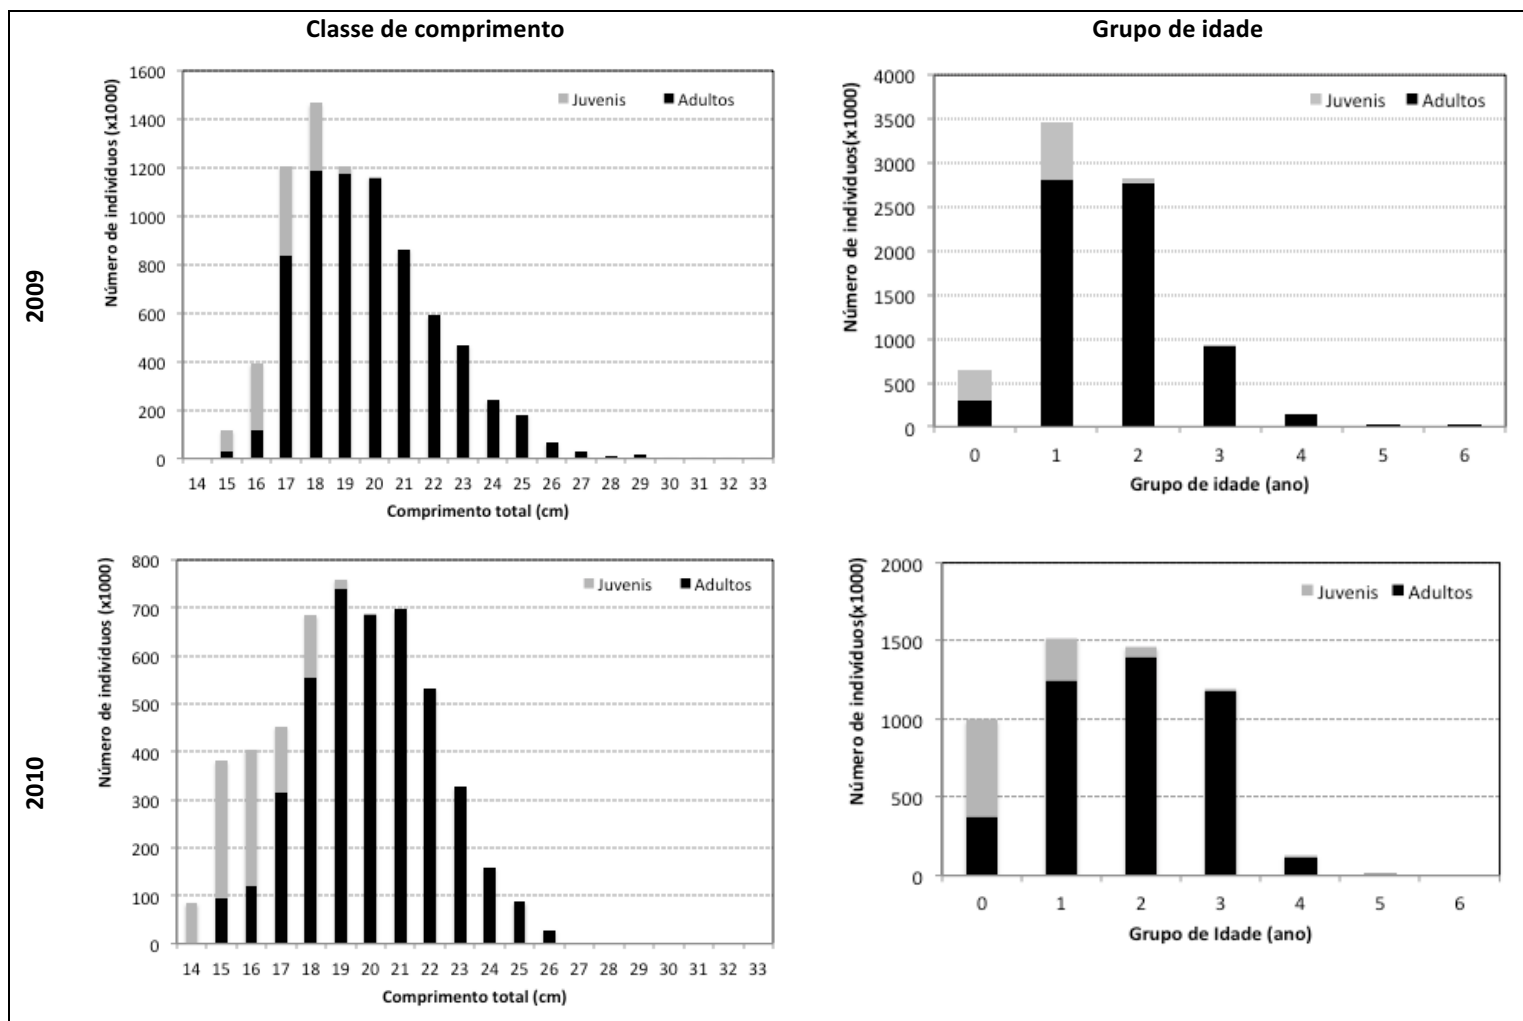 Classe de comprimento
Grupo de idade
2009
Número de indivíduos (x1000)
1600
1400
1200
1000
800
600
400
200
0
Juvenis Adultos
14 15 16 17 18 19 20 21 22 23 24 25 26 27 28 29 30 31 32 33
Comprimento total (cm)
Número de indivíduos(x1000)
4000
3500
3000
2500
2000
1500
1000
500
0
Juvenis Adultos
0 1 2 3 4 5 6
Grupo de idade (ano)
2010
Número de indivíduos (x1000)
800
700
600
500
400
300
200
100
0
Juvenis Adultos
14 15 16 17 18 19 20 21 22 23 24 25 26 27 28 29 30 31 32 33
Comprimento total (cm)
Número de indivíduos(x1000)
2000
1500
1000
500
0
Juvenis Adultos
0 1 2 3 4 5 6
Grupo de Idade (ano)